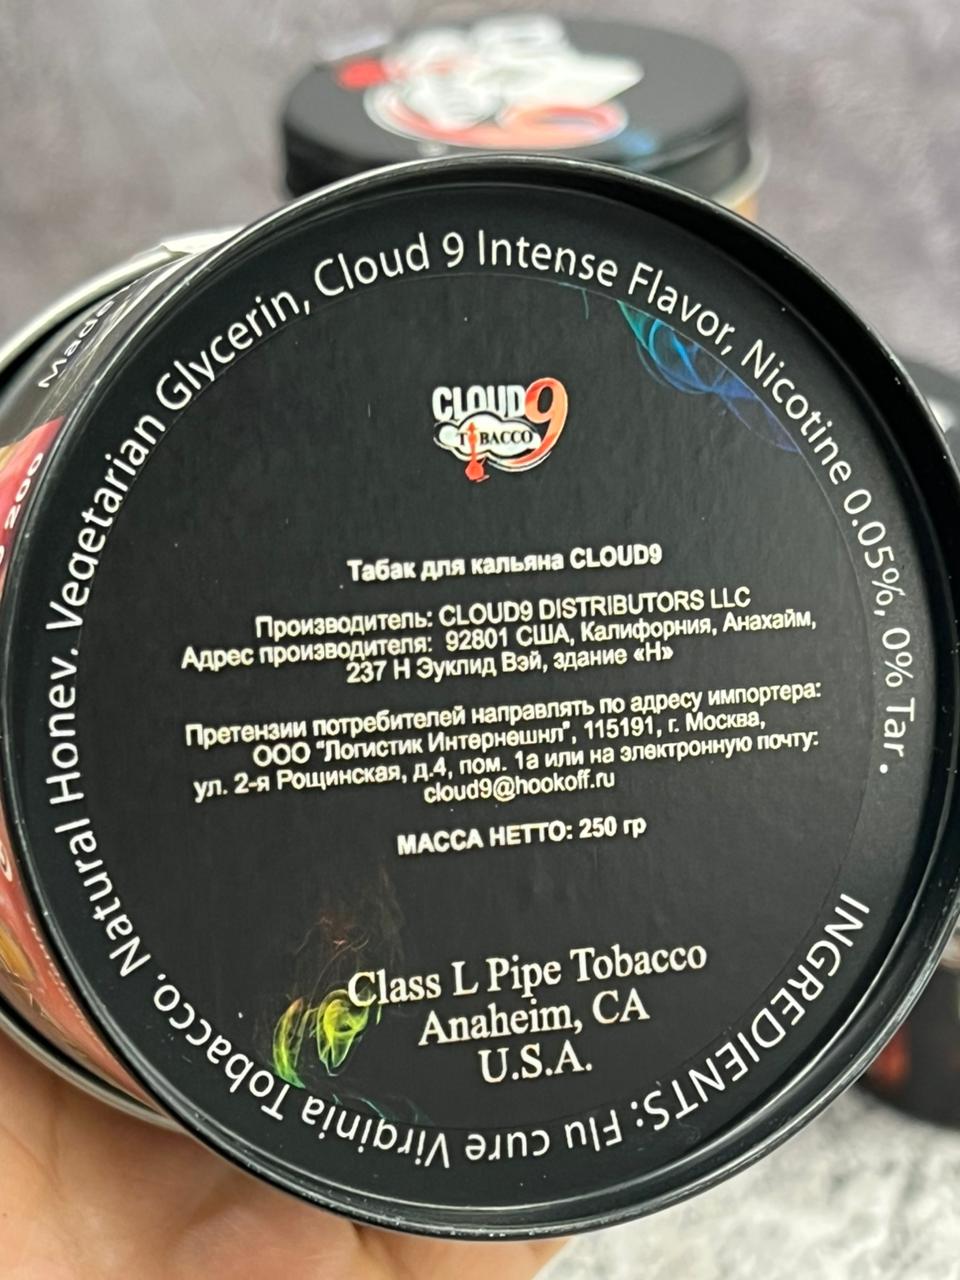 INGREDIENTS: Flu cure Virginia Tobacco. Natural Honey. Vegetarian Glycerin, Cloud 9 Intense Flavor, Nicotine 0.05%, 0% Tar.
CLOUD9
TOBACCO
Табак для кальяна CLOUD9
Производитель: CLOUD9 DISTRIBUTORS LLC
Адрес производителя: 92801 США, Калифорния, Анахайм,
237 Н Эуклид Вэй, здание «Н»
Претензии потребителей направлять по адресу импортера:
ООО "Логистик Интернешнл", 115191, г. Москва,
ул. 2-я Рощинская, д.4, пом. 1а или на электронную почту:
cloud9@hookoff.ru
МАССА НЕТТО: 250 гр
Class L Pipe Tobacco
Anaheim, CA
U.S.A.
Made
200